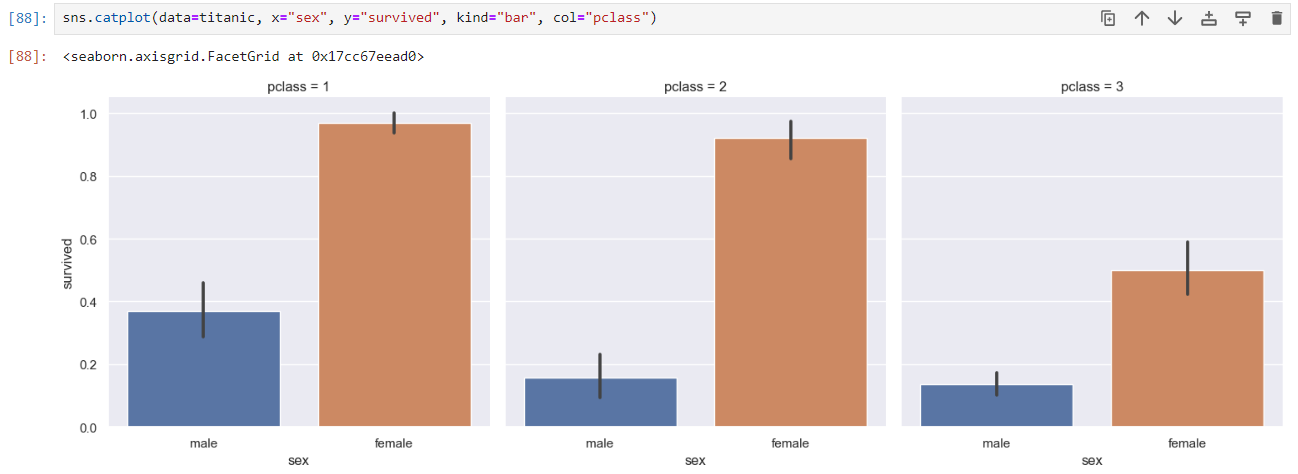 [88]: sns.catplot(data=titanic, x="sex", y="survived", kind="bar", col="pclass")
[88]: <seaborn.axisgrid.FacetGrid at 0x17cc67eead0>
pclass = 1
pclass = 2
pclass = 3
1.0
0.8
0.6
0.4
0.2
0.0
survived
male
female
male
female
male
female
sex
sex
sex